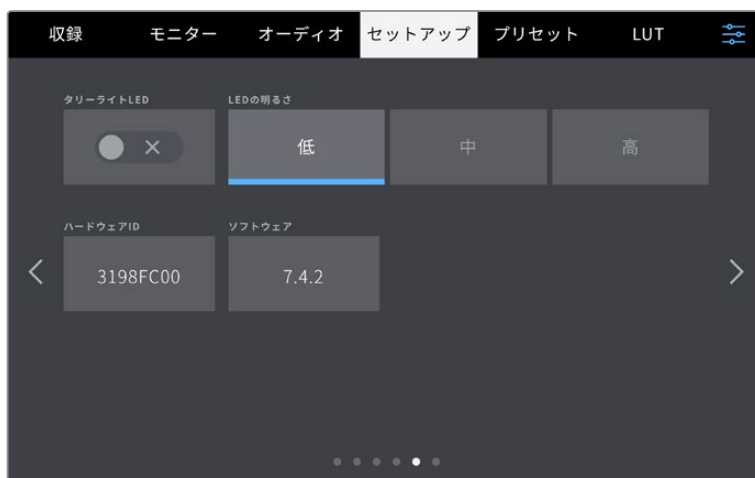 収録 モニター オーディオ セットアップ プリセット LUT
タリーライトLED LEDの明るさ
低 中 高
ハードウェアID ソフトウェア
3198FC00 7.4.2